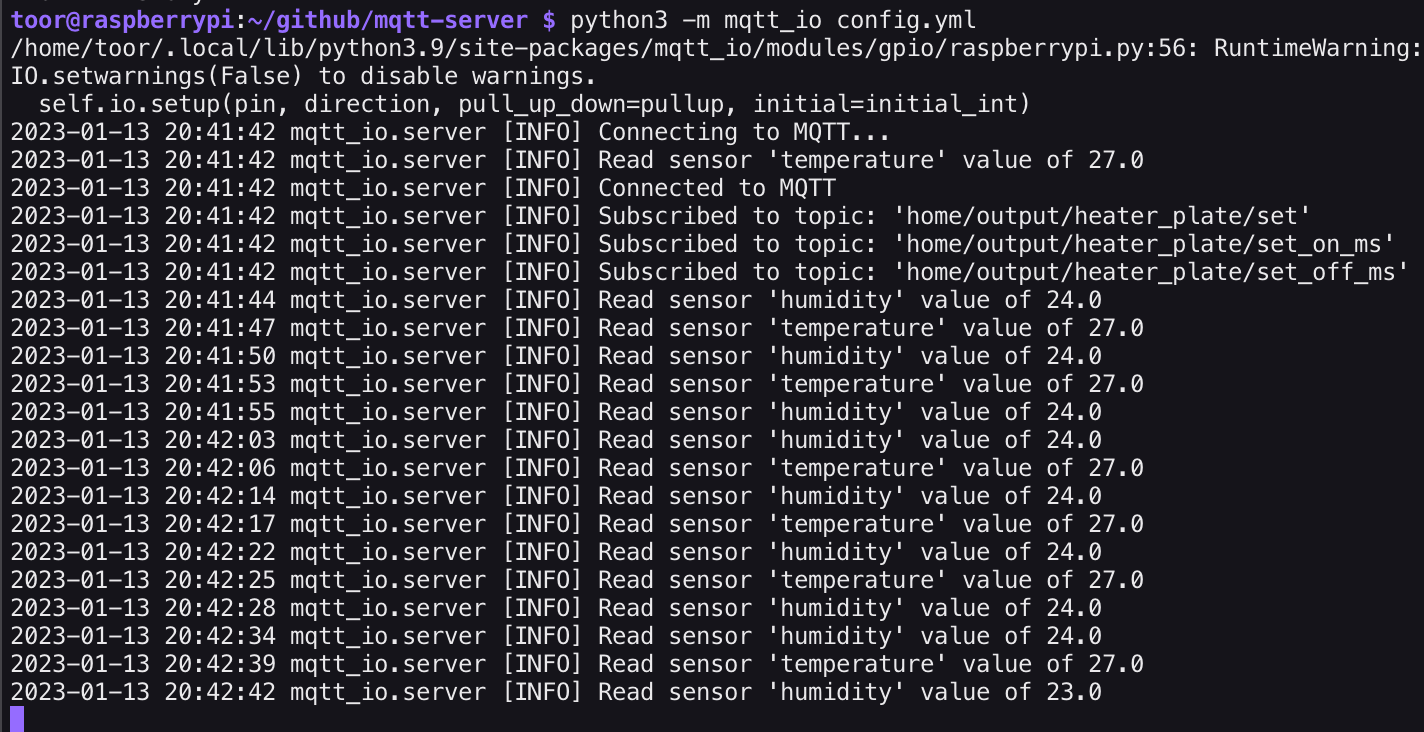 toor@raspberrypi:~/github/mqtt-server $ python3 -m mqtt_io config.yml
/home/toor/.local/lib/python3.9/site-packages/mqtt_io/modules/gpio/raspberrypi.py:56: RuntimeWarning:
IO.setwarnings(False) to disable warnings.
  self.io.setup(pin, direction, pull_up_down=pullup, initial=initial_int)
2023-01-13 20:41:42 mqtt_io.server [INFO] Connecting to MQTT...
2023-01-13 20:41:42 mqtt_io.server [INFO] Read sensor 'temperature' value of 27.0
2023-01-13 20:41:42 mqtt_io.server [INFO] Connected to MQTT
2023-01-13 20:41:42 mqtt_io.server [INFO] Subscribed to topic: 'home/output/heater_plate/set'
2023-01-13 20:41:42 mqtt_io.server [INFO] Subscribed to topic: 'home/output/heater_plate/set_on_ms'
2023-01-13 20:41:42 mqtt_io.server [INFO] Subscribed to topic: 'home/output/heater_plate/set_off_ms'
2023-01-13 20:41:44 mqtt_io.server [INFO] Read sensor 'humidity' value of 24.0
2023-01-13 20:41:47 mqtt_io.server [INFO] Read sensor 'temperature' value of 27.0
2023-01-13 20:41:50 mqtt_io.server [INFO] Read sensor 'humidity' value of 24.0
2023-01-13 20:41:53 mqtt_io.server [INFO] Read sensor 'temperature' value of 27.0
2023-01-13 20:41:55 mqtt_io.server [INFO] Read sensor 'humidity' value of 24.0
2023-01-13 20:42:03 mqtt_io.server [INFO] Read sensor 'humidity' value of 24.0
2023-01-13 20:42:06 mqtt_io.server [INFO] Read sensor 'temperature' value of 27.0
2023-01-13 20:42:14 mqtt_io.server [INFO] Read sensor 'humidity' value of 24.0
2023-01-13 20:42:17 mqtt_io.server [INFO] Read sensor 'temperature' value of 27.0
2023-01-13 20:42:22 mqtt_io.server [INFO] Read sensor 'humidity' value of 24.0
2023-01-13 20:42:25 mqtt_io.server [INFO] Read sensor 'temperature' value of 27.0
2023-01-13 20:42:28 mqtt_io.server [INFO] Read sensor 'humidity' value of 24.0
2023-01-13 20:42:34 mqtt_io.server [INFO] Read sensor 'humidity' value of 24.0
2023-01-13 20:42:39 mqtt_io.server [INFO] Read sensor 'temperature' value of 27.0
2023-01-13 20:42:42 mqtt_io.server [INFO] Read sensor 'humidity' value of 23.0